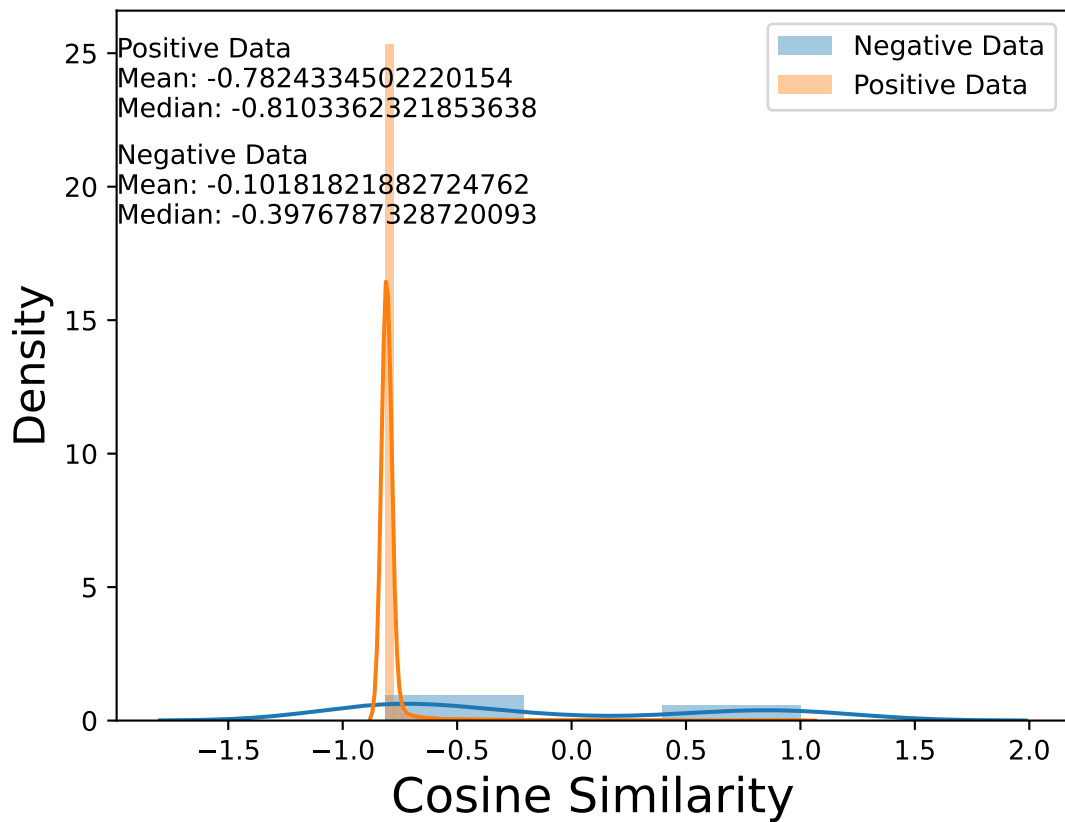 Positive Data
Mean: -0.7824334502220154
Median: -0.8103362321853638
Negative Data
Mean: -0.10181821882724762
Median: -0.3976787328720093
Negative Data
Positive Data
25
20
15
10
5
0
Density
−1.5
−1.0
−0.5
0.0
0.5
1.0
1.5
2.0
Cosine Similarity